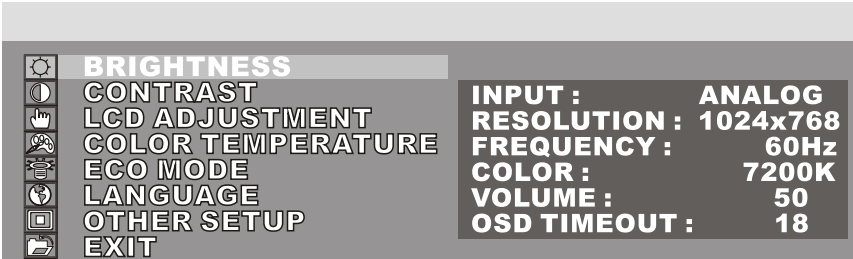 BRIGHTNESS
CONTRAST
LCD ADJUSTMENT
COLOR TEMPERATURE
ECO MODE
LANGUAGE
OTHER SETUP
EXIT
INPUT : ANALOG
RESOLUTION : 1024x768
FREQUENCY : 60Hz
COLOR : 7200K
VOLUME : 50
OSD TIMEOUT : 18